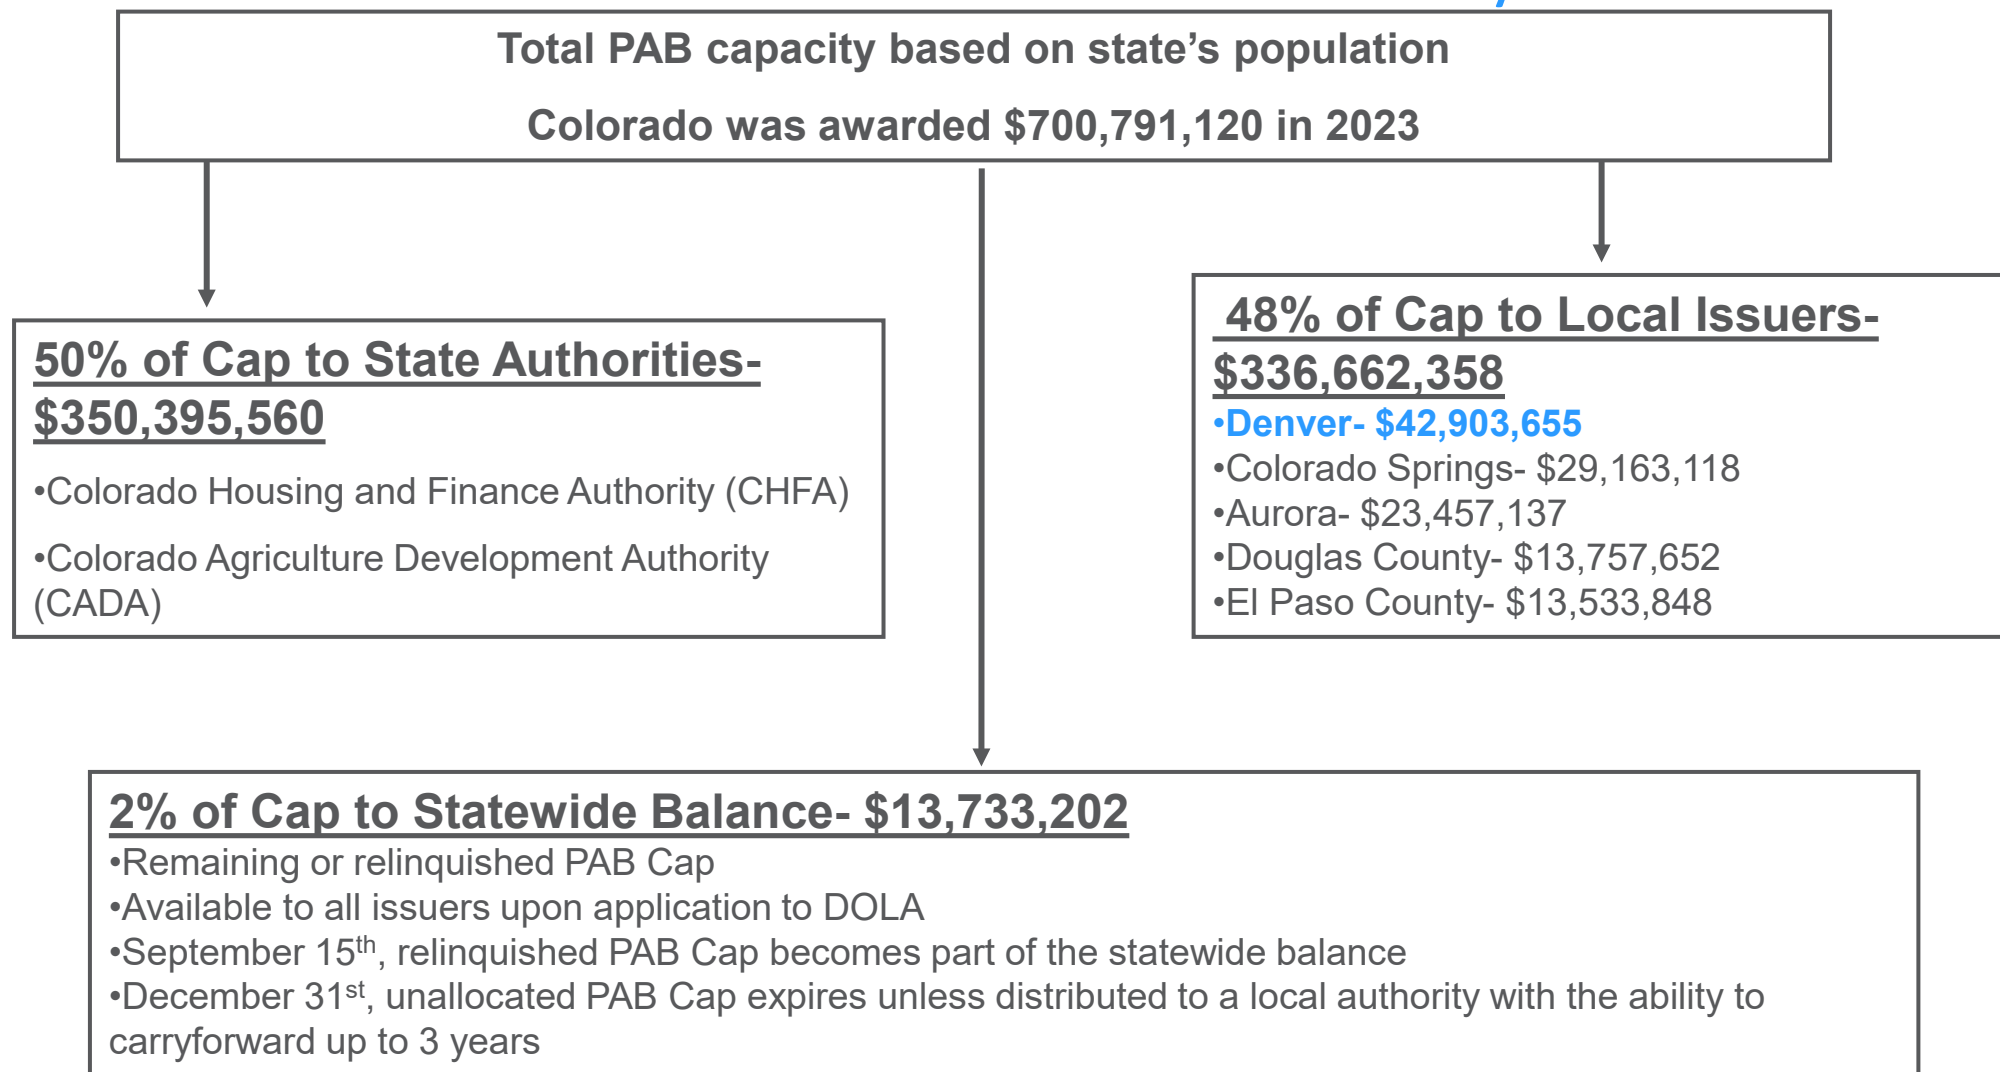 Total PAB capacity based on state’s population
Colorado was awarded $700,791,120 in 2023
50% of Cap to State Authorities-
$350,395,560
•Colorado Housing and Finance Authority (CHFA)
•Colorado Agriculture Development Authority
(CADA)
48% of Cap to Local Issuers-
$336,662,358
•Denver- $42,903,655
•Colorado Springs- $29,163,118
•Aurora- $23,457,137
•Douglas County- $13,757,652
•El Paso County- $13,533,848
2% of Cap to Statewide Balance- $13,733,202
•Remaining or relinquished PAB Cap
•Available to all issuers upon application to DOLA
•September 15th, relinquished PAB Cap becomes part of the statewide balance
•December 31st, unallocated PAB Cap expires unless distributed to a local authority with the ability to
carryforward up to 3 years